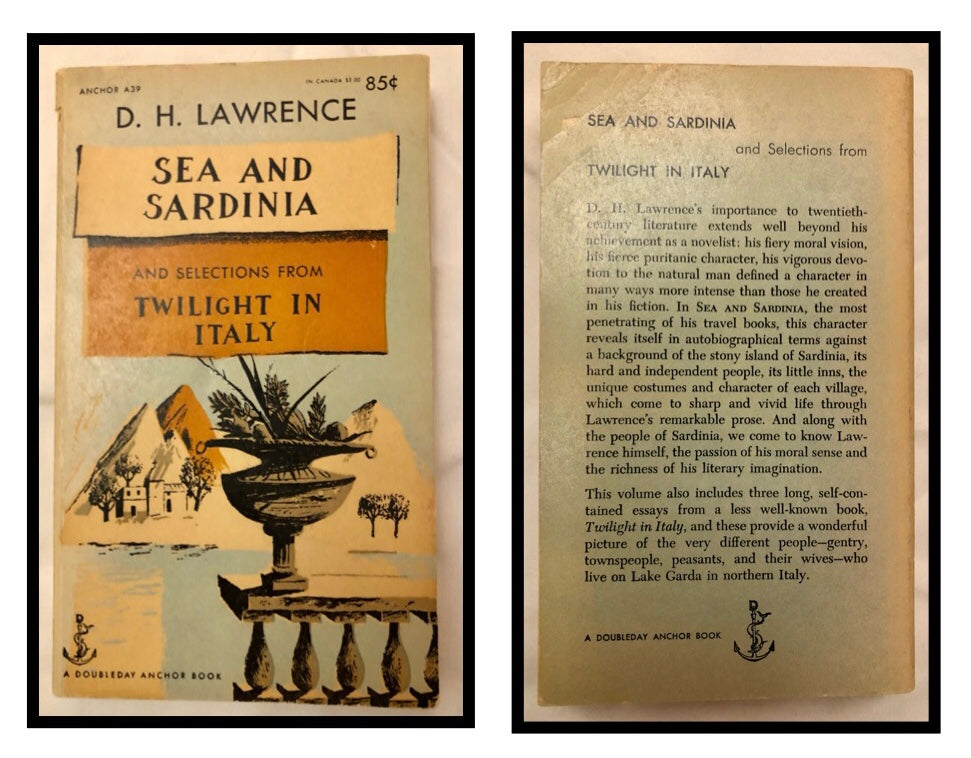 ANCHOR A39
IN CANADA $1.00 85¢
D. H. LAWRENCE
SEA AND
SARDINIA
AND SELECTIONS FROM
TWILIGHT IN
ITALY
D
A DOUBLEDAY ANCHOR BOOK
SEA AND SARDINIA
and Selections from
TWILIGHT IN ITALY
D. H. Lawrence's importance to twentieth-
century literature extends well beyond his
achievement as a novelist: his fiery moral vision,
his fierce puritanic character, his vigorous devo-
tion to the natural man defined a character in
many ways more intense than those he created
in his fiction. In SEA AND SARDINIA, the most
penetrating of his travel books, this character
reveals itself in autobiographical terms against
a background of the stony island of Sardinia, its
hard and independent people, its little inns, the
unique costumes and character of each village,
which come to sharp and vivid life through
Lawrence's remarkable prose. And along with
the people of Sardinia, we come to know Law-
rence himself, the passion of his moral sense and
the richness of his literary imagination.
This volume also includes three long, self-con-
tained essays from a less well-known book,
Twilight in Italy, and these provide a wonderful
picture of the very different people—gentry,
townspeople, peasants, and their wives—who
live on Lake Garda in northern Italy.
D
A DOUBLEDAY ANCHOR BOOK